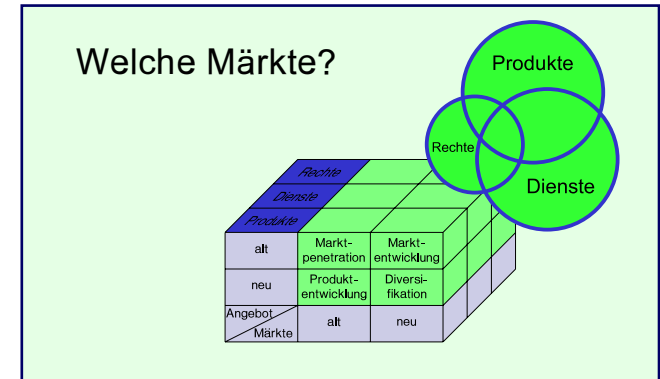 Welche Märkte?
Produkte
Rechte
Dienste
Rechte
Dienste
Produkte
alt
Markt-
penetration
Markt-
entwicklung
neu
Produkt-
entwicklung
Diversi-
fikation
Angebot
Märkte
alt
neu